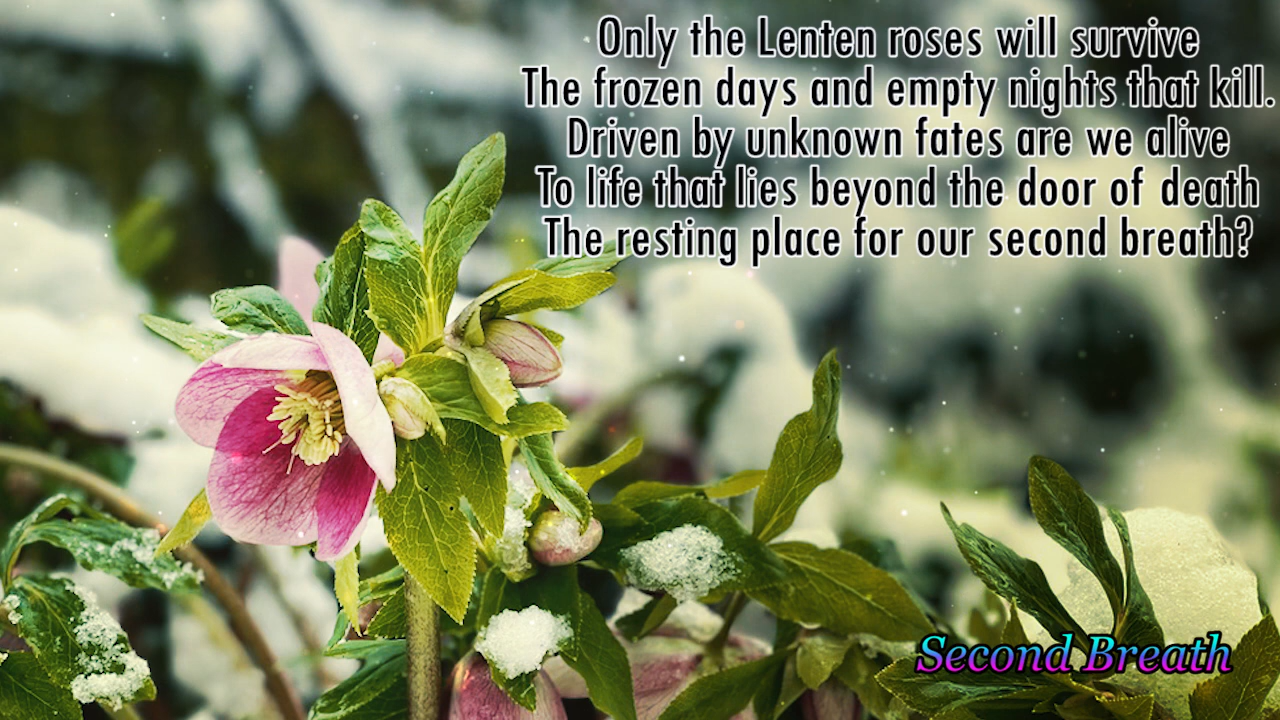 Only the Lenten roses will survive
The frozen days and empty nights that kill.
Driven by unknown fates are we alive
To life that lies beyond the door of death
The resting place for our second breath?
Second Breath